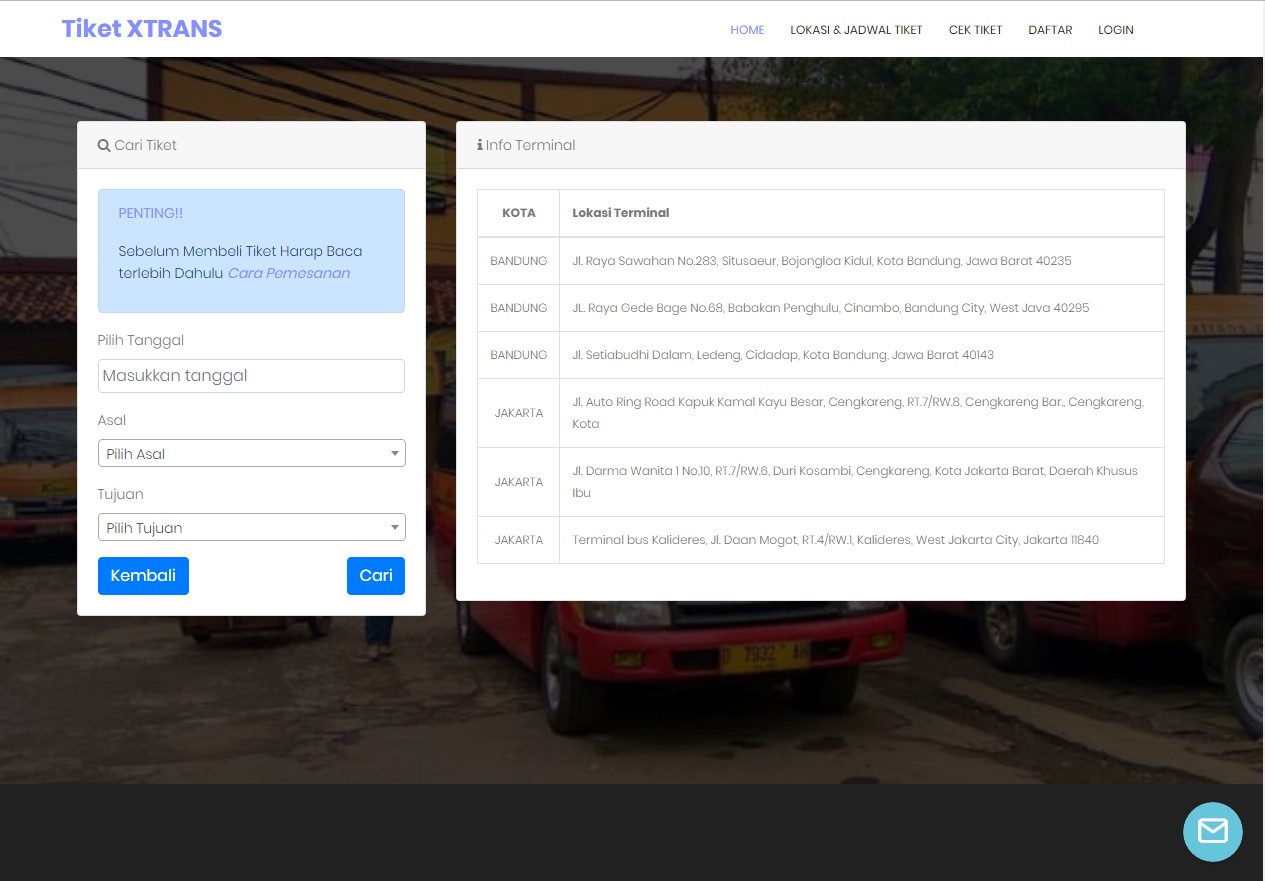 Tiket XTRANS
HOME
LOKASI & JADWAL TIKET
CEK TIKET
DAFTAR
LOGIN
Cari Tiket
PENTING!!
Sebelum Membeli Tiket Harap Baca
terlebih Dahulu Cara Pemesanan
Pilih Tanggal
Masukkan tanggal
Asal
Pilih Asal
Tujuan
Pilih Tujuan
Kembali
Cari
Info Terminal
KOTA Lokasi Terminal
BANDUNG Jl. Raya Sawahan No.283, Situsaeur, Bojongloa Kidul, Kota Bandung, Jawa Barat 40235
BANDUNG JL. Raya Gede Bage No.68, Babakan Penghulu, Cinambo, Bandung City, West Java 40295
BANDUNG Jl. Setiabudhi Dalam, Ledeng, Cidadap, Kota Bandung, Jawa Barat 40143
JAKARTA Jl. Auto Ring Road Kapuk Kamal Kayu Besar, Cengkareng, RT.7/RW.8, Cengkareng Bar., Cengkareng,
Kota
JAKARTA Jl. Darma Wanita 1 No.10, RT.7/RW.6, Duri Kosambi, Cengkareng, Kota Jakarta Barat, Daerah Khusus
Ibu
JAKARTA Terminal bus Kalideres, Jl. Daan Mogot, RT.4/RW.1, Kalideres, West Jakarta City, Jakarta 11840
D 7932 AH